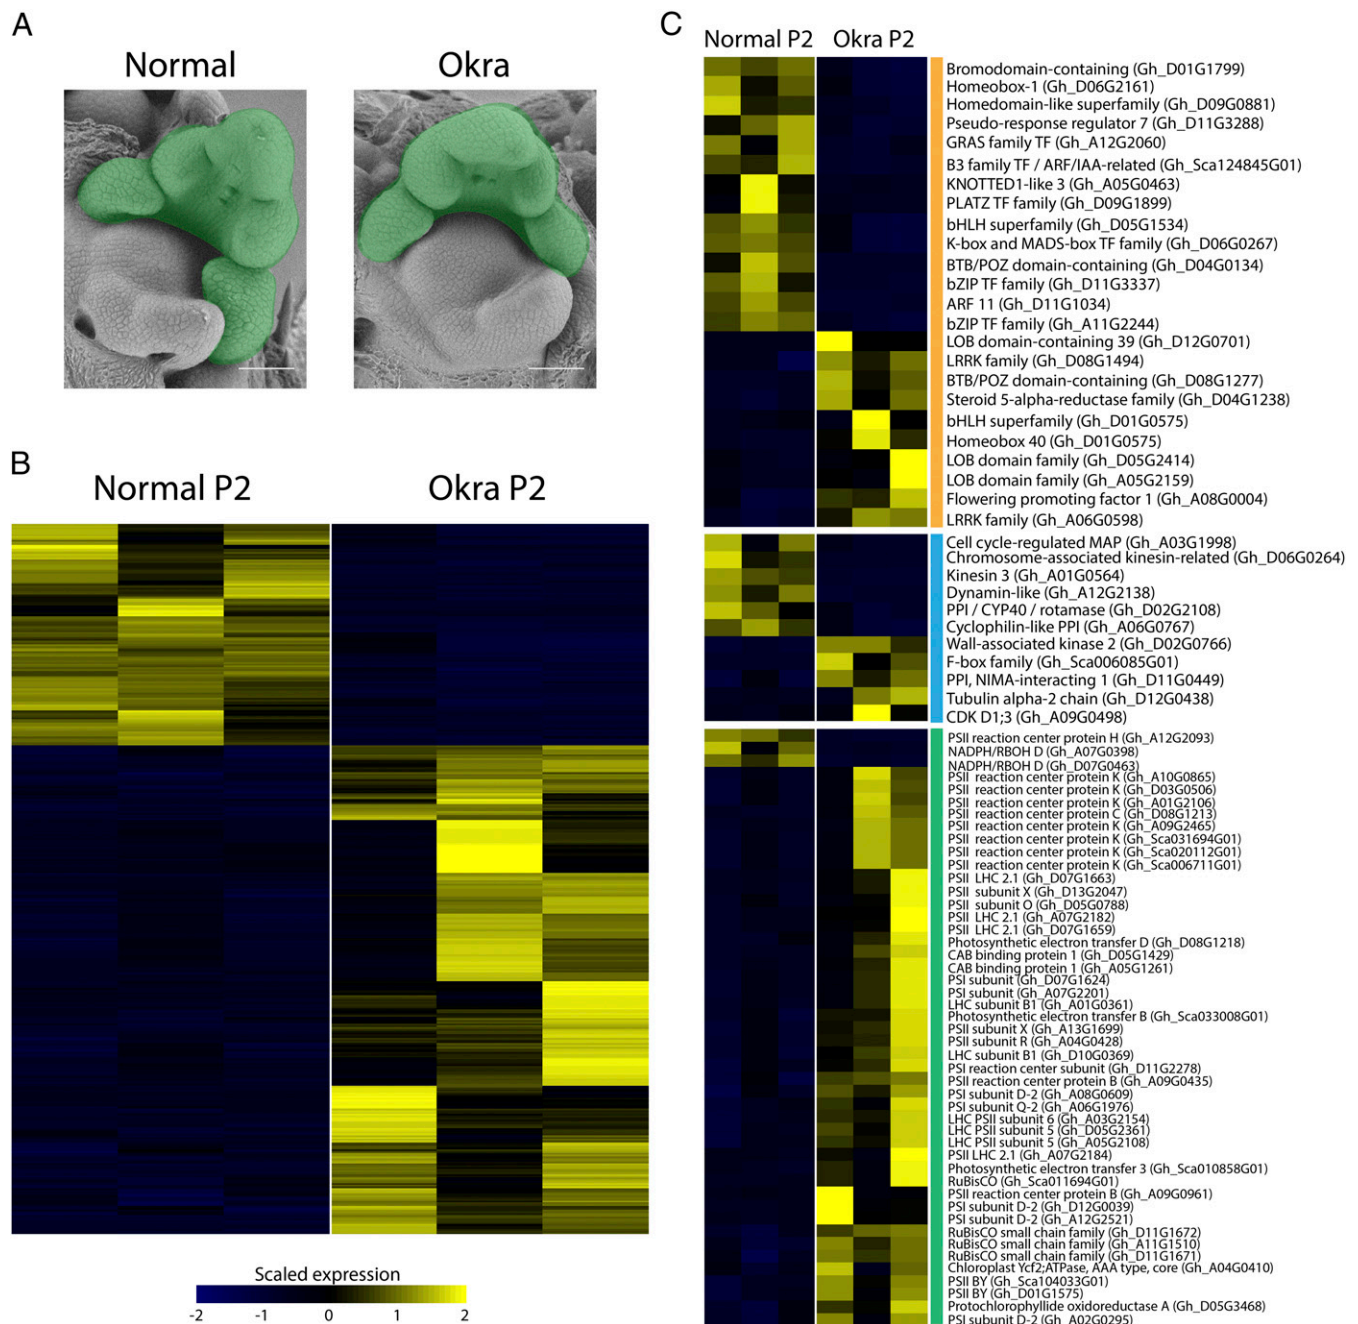 A
Normal
Okra
B
Normal P2
Okra P2
Scaled expression
-2 -1 0 1 2
C
Normal P2
Okra P2
Bromodomain-containing (Gh_D01G1799)
Homeobox-1 (Gh_D06G2161)
Homedomain-like superfamily (Gh_D09G0881)
Pseudo-response regulator 7 (Gh_D11G3288)
GRAS family TF (Gh_A12G2060)
B3 family TF / ARF/IAA-related (Gh_Sca124845G01)
KNOTTED1-like 3 (Gh_A05G0463)
PLATZ TF family (Gh_D09G1899)
bHLH superfamily (Gh_D05G1534)
K-box and MADS-box TF family (Gh_D06G0267)
BTB/POZ domain-containing (Gh_D04G0134)
bZIP TF family (Gh_D11G3337)
ARF 11 (Gh_D11G1034)
bZIP TF family (Gh_A11G2244)
LOB domain-containing 39 (Gh_D12G0701)
LRRK family (Gh_D08G1494)
BTB/POZ domain-containing (Gh_D08G1277)
Steroid 5-alpha-reductase family (Gh_D04G1238)
bHLH superfamily (Gh_D01G0575)
Homeobox 40 (Gh_D01G0575)
LOB domain family (Gh_D05G2414)
LOB domain family (Gh_A05G2159)
Flowering promoting factor 1 (Gh_A08G0004)
LRRK family (Gh_A06G0598)
Cell cycle-regulated MAP (Gh_A03G1998)
Chromosome-associated kinesin-related (Gh_D06G0264)
Kinesin 3 (Gh_A01G0564)
Dynamin-like (Gh_A12G2138)
PPI / CYP40 / rotamase (Gh_D02G2108)
Cyclophilin-like PPI (Gh_A06G0767)
Wall-associated kinase 2 (Gh_D02G0766)
F-box family (Gh_Sca006085G01)
PPI, NIMA-interacting 1 (Gh_D11G0449)
Tubulin alpha-2 chain (Gh_D12G0438)
CDK D1;3 (Gh_A09G0498)
PSII reaction center protein H (Gh_A12G2093)
NADPH/RBOH D (Gh_A07G0398)
NADPH/RBOH D (Gh_D07G0463)
PSII reaction center protein K (Gh_A10G0865)
PSII reaction center protein K (Gh_D03G0506)
PSII reaction center protein K (Gh_A01G2106)
PSII reaction center protein C (Gh_D08G1213)
PSII reaction center protein K (Gh_A09G2465)
PSII reaction center protein K (Gh_Sca031694G01)
PSII reaction center protein K (Gh_Sca020112G01)
PSII reaction center protein K (Gh_Sca006711G01)
PSII LHC 2.1 (Gh_D07G1663)
PSII subunit X (Gh_D13G2047)
PSII subunit O (Gh_D05G0788)
PSII LHC 2.1 (Gh_A07G2182)
PSII LHC 2.1 (Gh_D07G1659)
Photosynthetic electron transfer D (Gh_D08G1218)
CAB binding protein 1 (Gh_D05G1429)
CAB binding protein 1 (Gh_A05G1261)
PSI subunit (Gh_D07G1624)
PSI subunit (Gh_A07G2201)
LHC subunit B1 (Gh_A01G0361)
Photosynthetic electron transfer B (Gh_Sca033008G01)
PSII subunit X (Gh_A13G1699)
PSII subunit R (Gh_A04G0428)
LHC subunit B1 (Gh_D10G0369)
PSI reaction center subunit (Gh_D11G2278)
PSII reaction center protein B (Gh_A09G0435)
PSI subunit D-2 (Gh_A08G0609)
PSI subunit Q-2 (Gh_A06G1976)
LHC PSII subunit 6 (Gh_A03G2154)
LHC PSII subunit 5 (Gh_D05G2361)
LHC PSII subunit 5 (Gh_A05G2108)
PSII LHC 2.1 (Gh_A07G2184)
Photosynthetic electron transfer 3 (Gh_Sca010858G01)
RuBisCO (Gh_Sca011694G01)
PSII reaction center protein B (Gh_A09G0961)
PSI subunit D-2 (Gh_D12G0039)
PSI subunit D-2 (Gh_A12G2521)
RuBisCO small chain family (Gh_D11G1672)
RuBisCO small chain family (Gh_A11G1510)
RuBisCO small chain family (Gh_D11G1671)
Chloroplast Ycf2;ATPase, AAA type, core (Gh_A04G0410)
PSII BY (Gh_Sca104033G01)
PSII BY (Gh_D01G1575)
Protochlorophyllide oxidoreductase A (Gh_D05G3468)
PSI subunit D-2 (Gh_A02G0295)